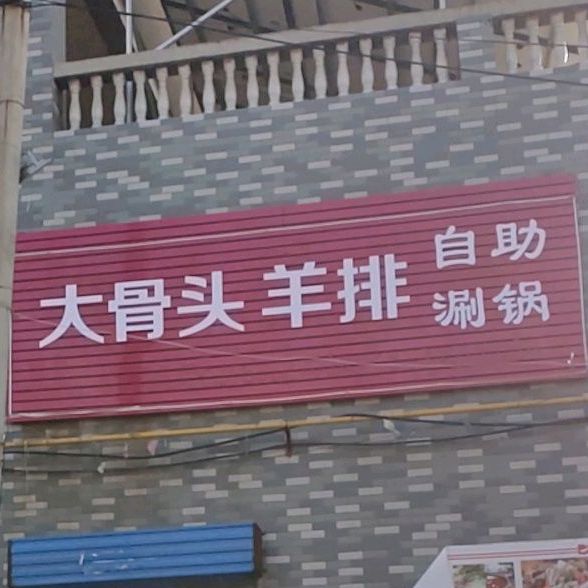 大骨头 羊排
自助
涮锅